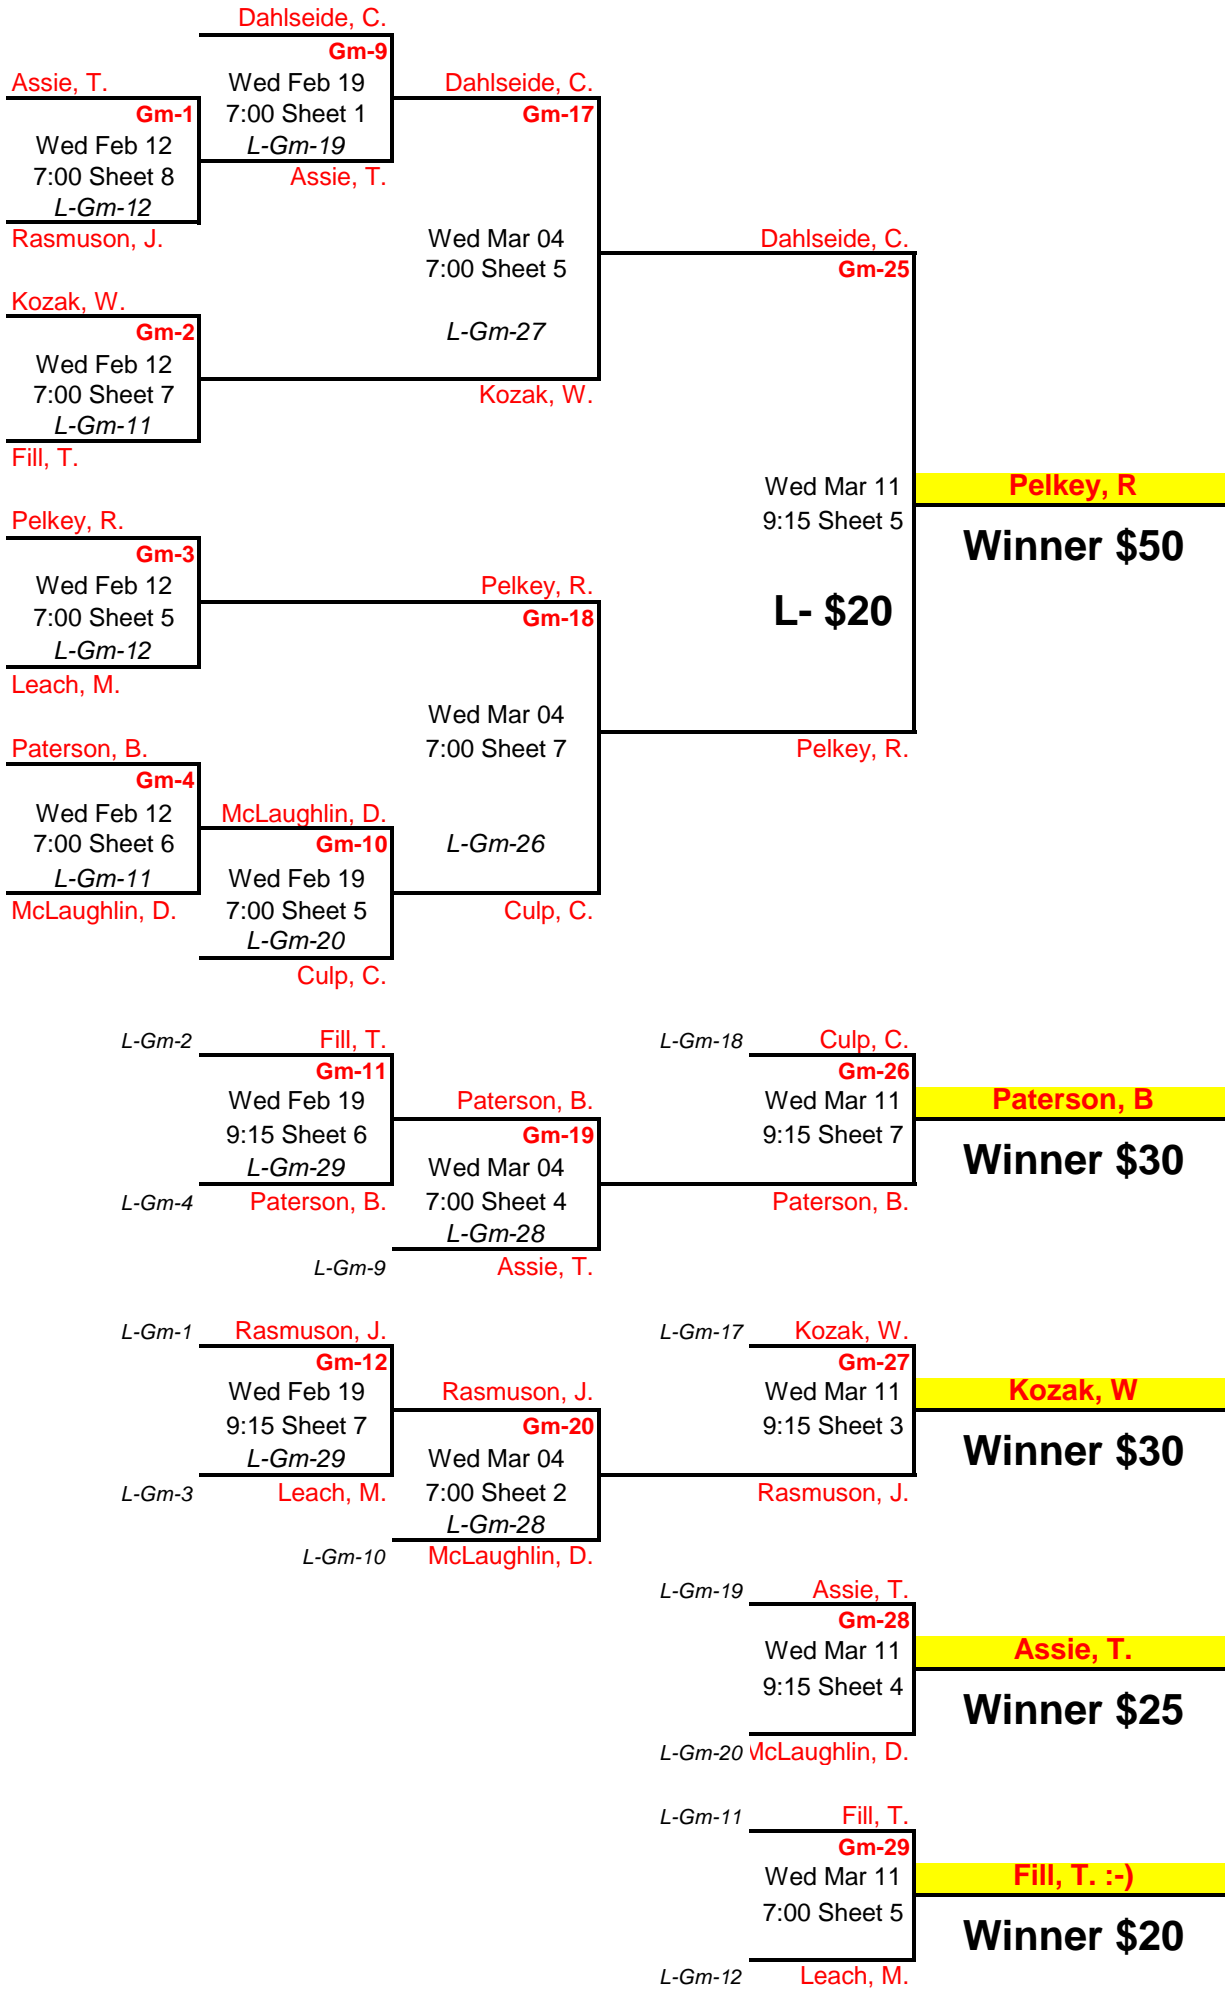 Dahlseide, C.
Gm-9
Assie, T.
Wed Feb 19
Dahlseide, C.
Gm-1
7:00 Sheet 1
Gm-17
Wed Feb 12
L-Gm-19
7:00 Sheet 8
Assie, T.
L-Gm-12
Rasmuson, J.
Wed Mar 04
Dahlseide, C.
7:00 Sheet 5
Gm-25
Kozak, W.
Gm-2
L-Gm-27
Wed Feb 12
7:00 Sheet 7
Kozak, W.
L-Gm-11
Fill, T.
Wed Mar 11
Pelkey, R
Pelkey, R.
9:15 Sheet 5
Winner $50
Gm-3
Wed Feb 12
Pelkey, R.
7:00 Sheet 5
Gm-18
L- $20
L-Gm-12
Leach, M.
Wed Mar 04
Paterson, B.
7:00 Sheet 7
Pelkey, R.
Gm-4
Wed Feb 12
McLaughlin, D.
7:00 Sheet 6
Gm-10
L-Gm-26
L-Gm-11
Wed Feb 19
McLaughlin, D.
7:00 Sheet 5
Culp, C.
L-Gm-20
Culp, C.
L-Gm-2
Fill, T.
L-Gm-18
Culp, C.
Gm-11
Gm-26
Wed Feb 19
Paterson, B.
Wed Mar 11
Paterson, B
9:15 Sheet 6
Gm-19
9:15 Sheet 7
Winner $30
L-Gm-29
Wed Mar 04
L-Gm-4
Paterson, B.
7:00 Sheet 4
Paterson, B.
L-Gm-28
L-Gm-9
Assie, T.
L-Gm-1
Rasmuson, J.
L-Gm-17
Kozak, W.
Gm-12
Gm-27
Wed Feb 19
Rasmuson, J.
Wed Mar 11
Kozak, W
9:15 Sheet 7
Gm-20
9:15 Sheet 3
Winner $30
L-Gm-29
Wed Mar 04
L-Gm-3
Leach, M.
7:00 Sheet 2
Rasmuson, J.
L-Gm-28
L-Gm-10
McLaughlin, D.
L-Gm-19
Assie, T.
Gm-28
Wed Mar 11
Assie, T.
9:15 Sheet 4
Winner $25
L-Gm-20
McLaughlin, D.
L-Gm-11
Fill, T.
Gm-29
Wed Mar 11
Fill, T. :-)
7:00 Sheet 5
Winner $20
L-Gm-12
Leach, M.